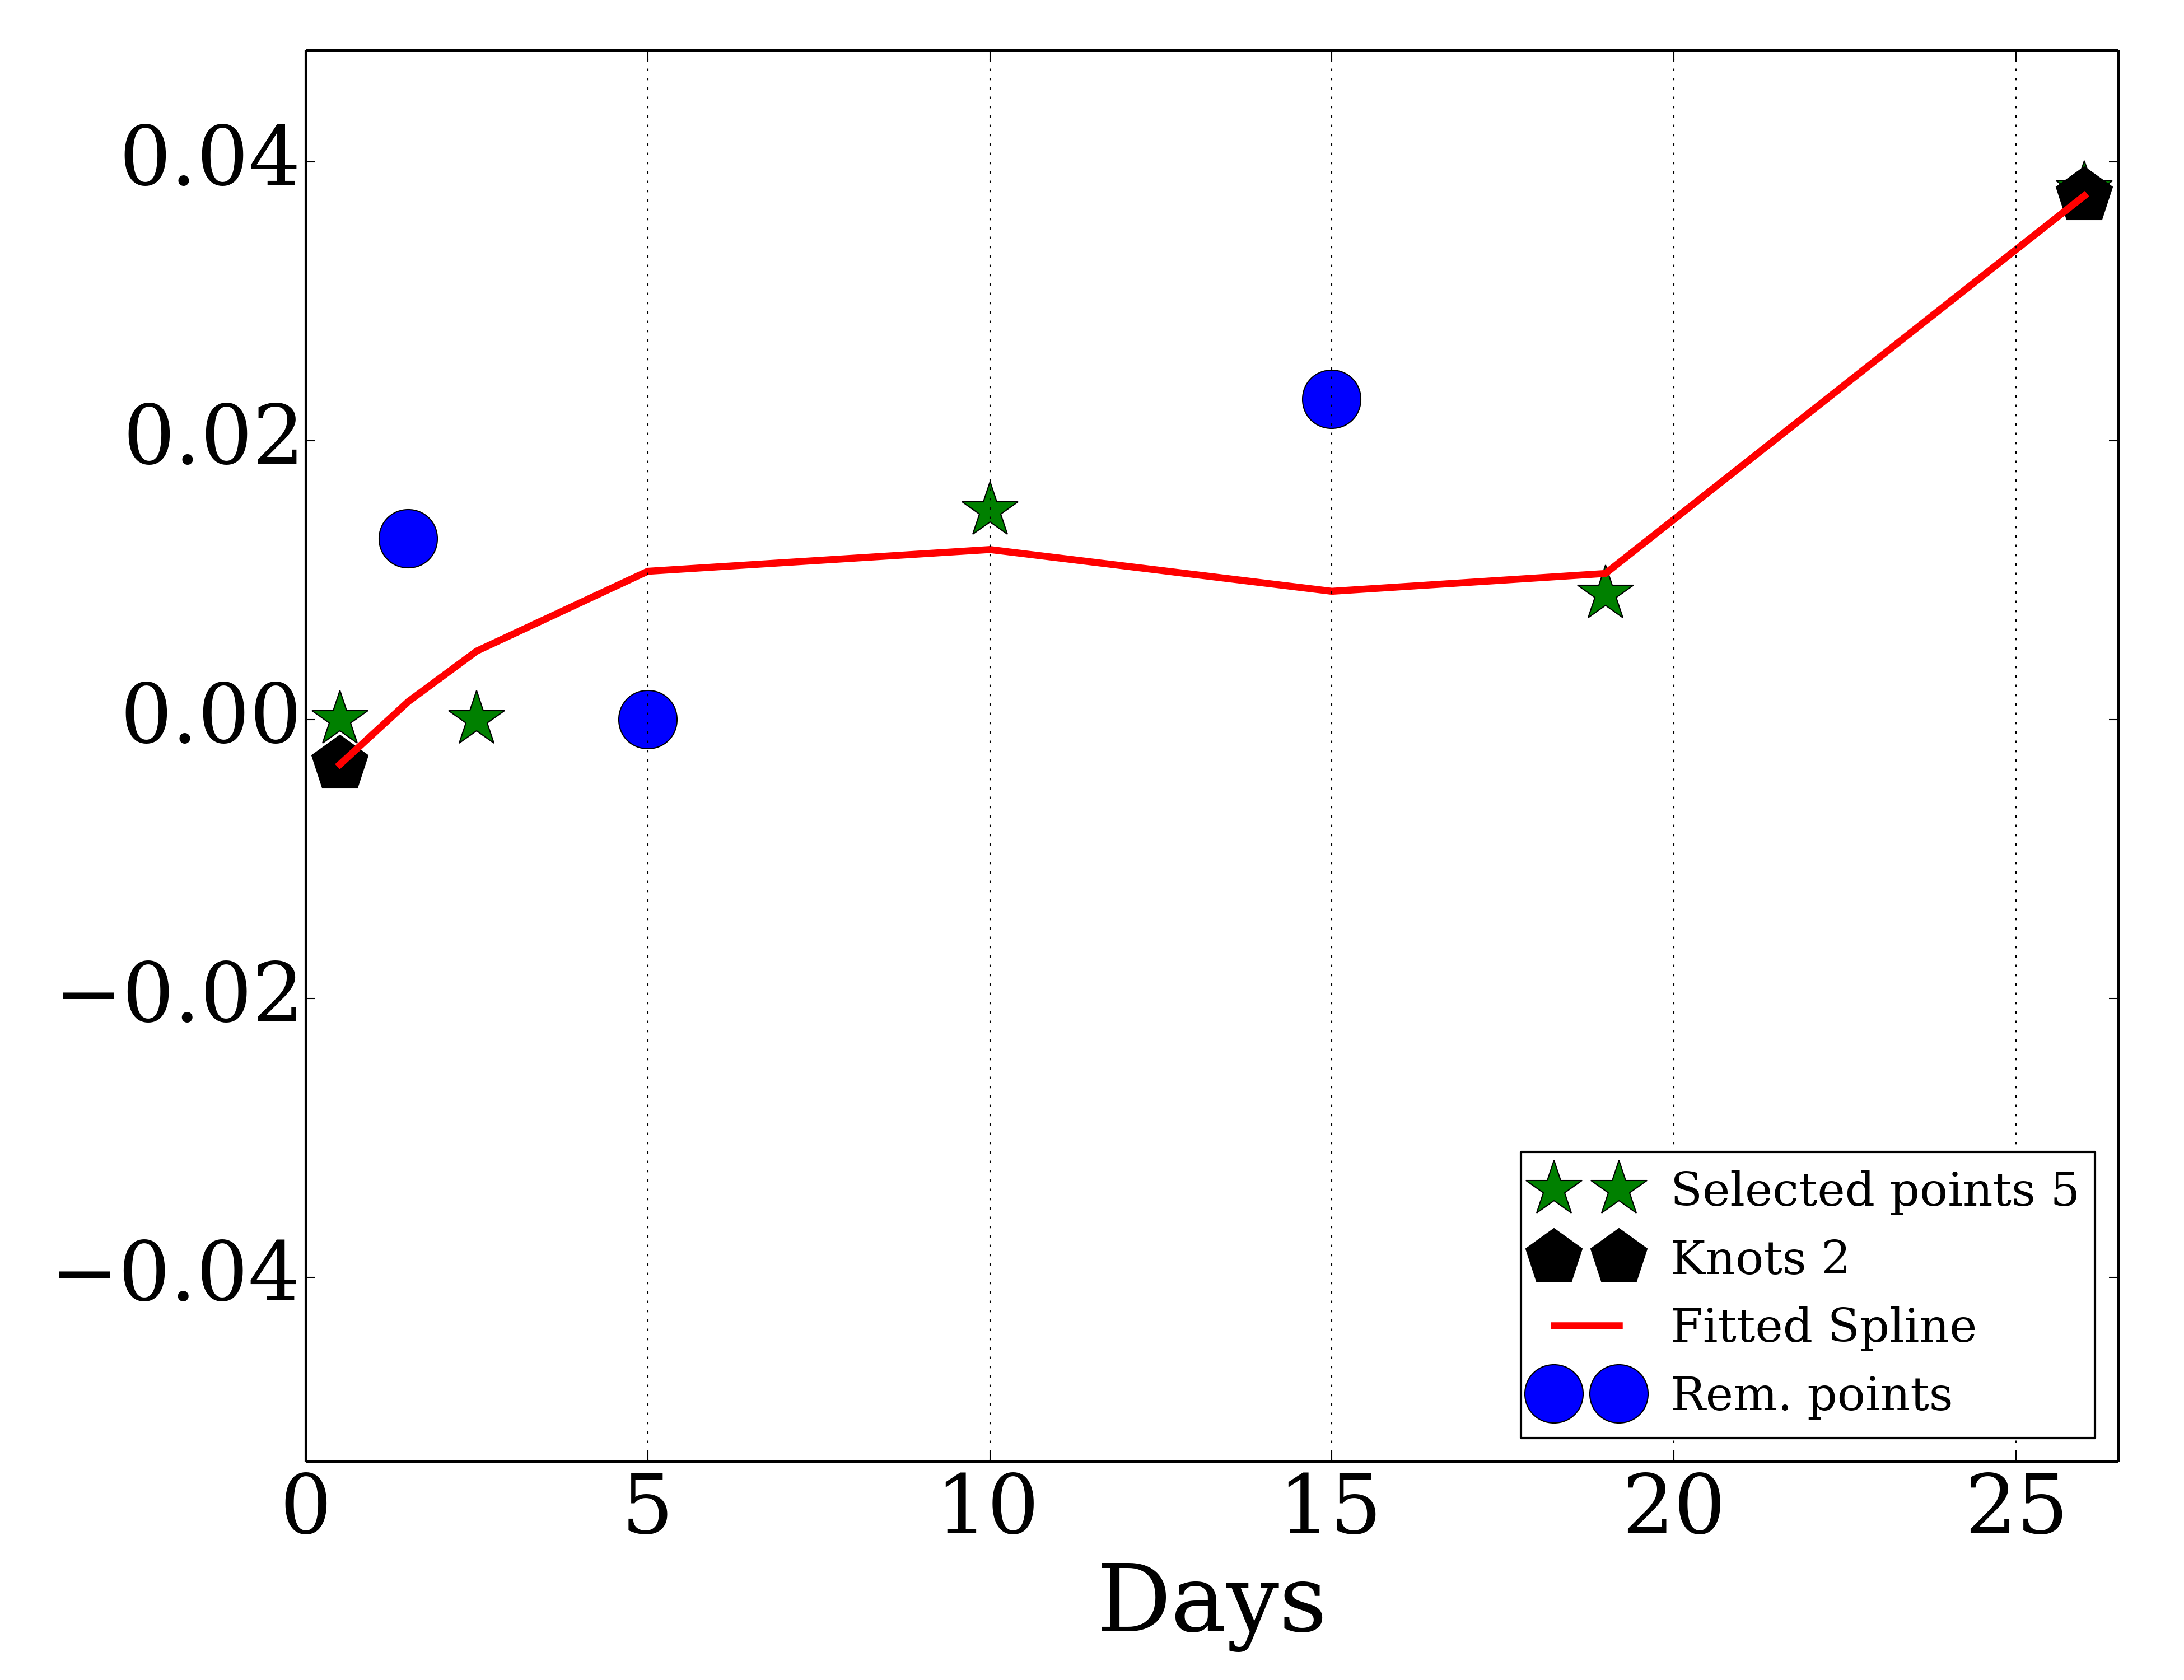 0.04
0.02
0.00
−0.02
−0.04
0 5 10 15 20 25
Days
Selected points 5
Knots 2
Fitted Spline
Rem. points